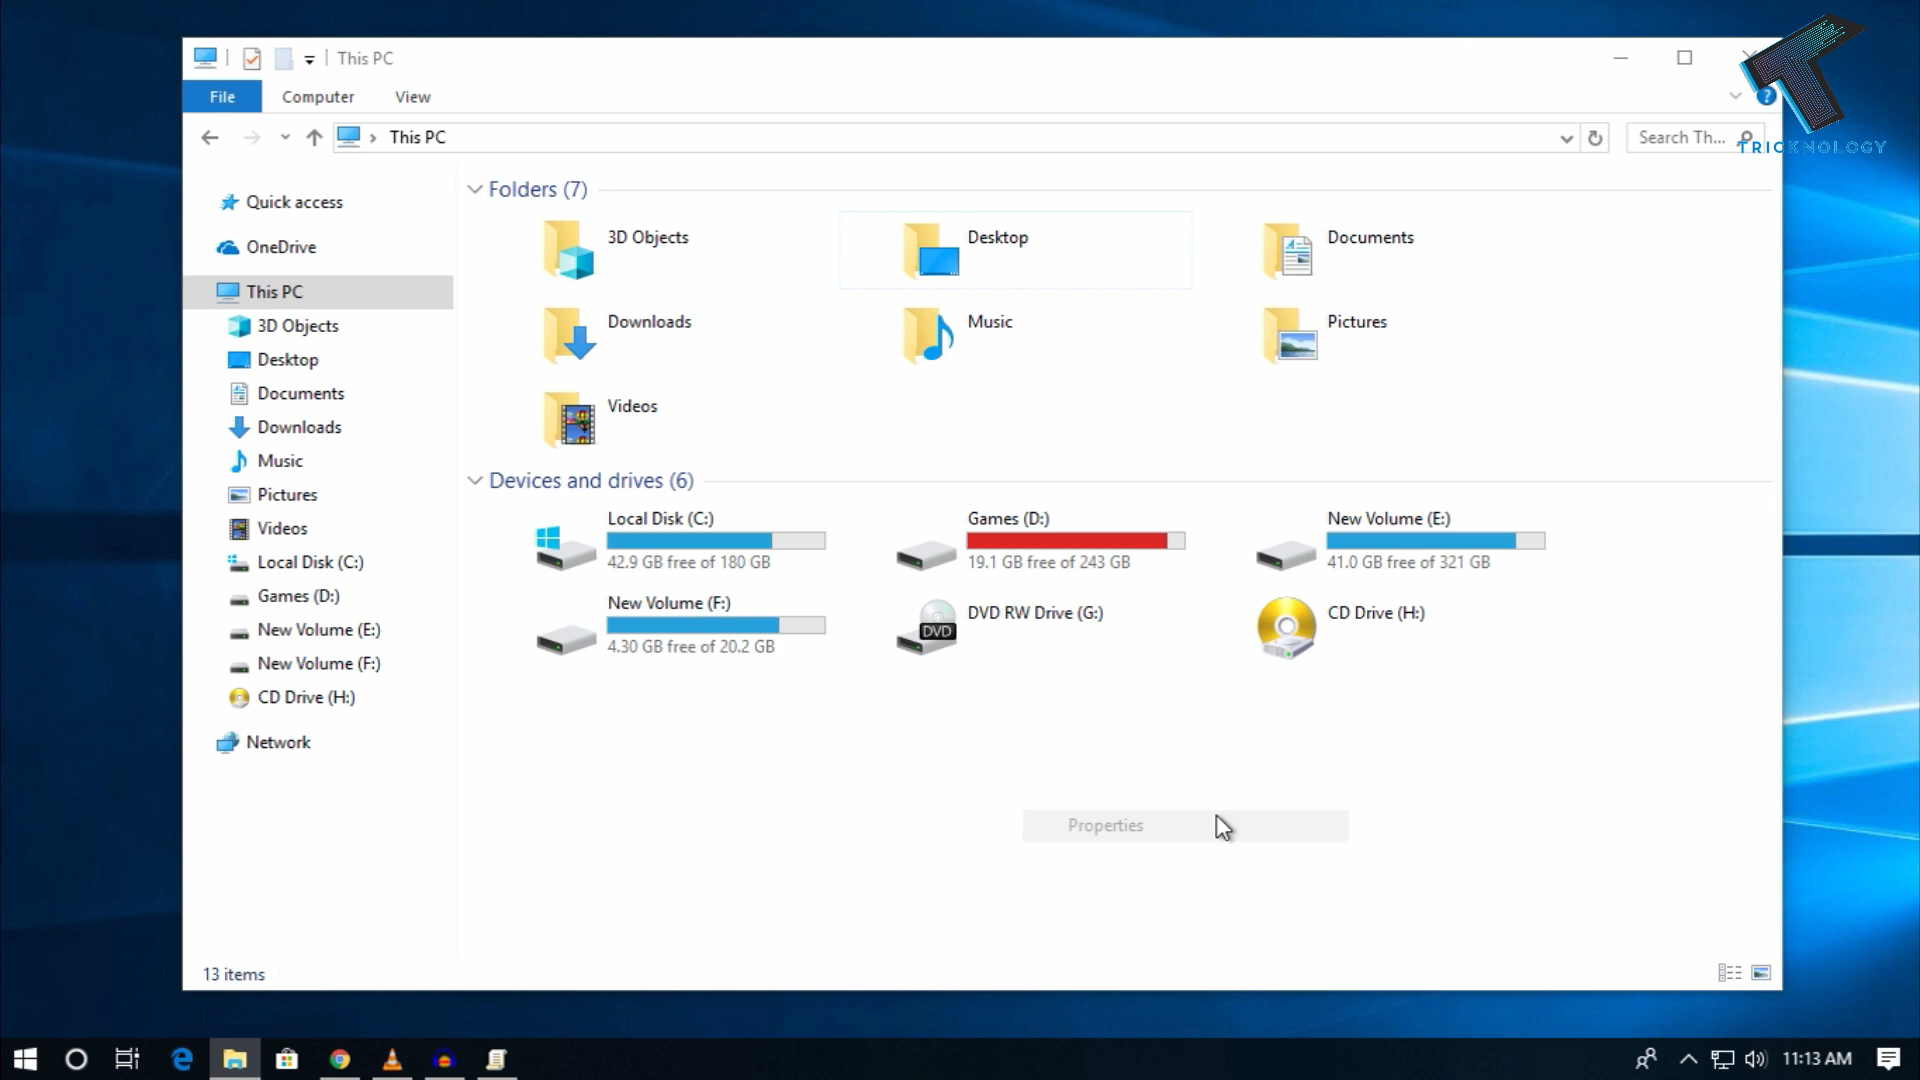 This PC
File Computer View
This PC
Search Th...
TRICKNOLOGY
Quick access
OneDrive
This PC
3D Objects
Desktop
Documents
Downloads
Music
Pictures
Videos
Local Disk (C:)
Games (D:)
New Volume (E:)
New Volume (F:)
CD Drive (H:)
Network
Folders (7)
3D Objects
Desktop
Documents
Downloads
Music
Pictures
Videos
Devices and drives (6)
Local Disk (C:)
42.9 GB free of 180 GB
Games (D:)
19.1 GB free of 243 GB
New Volume (E:)
41.0 GB free of 321 GB
New Volume (F:)
4.30 GB free of 20.2 GB
DVD
DVD RW Drive (G:)
CD Drive (H:)
Properties
13 items
11:13 AM